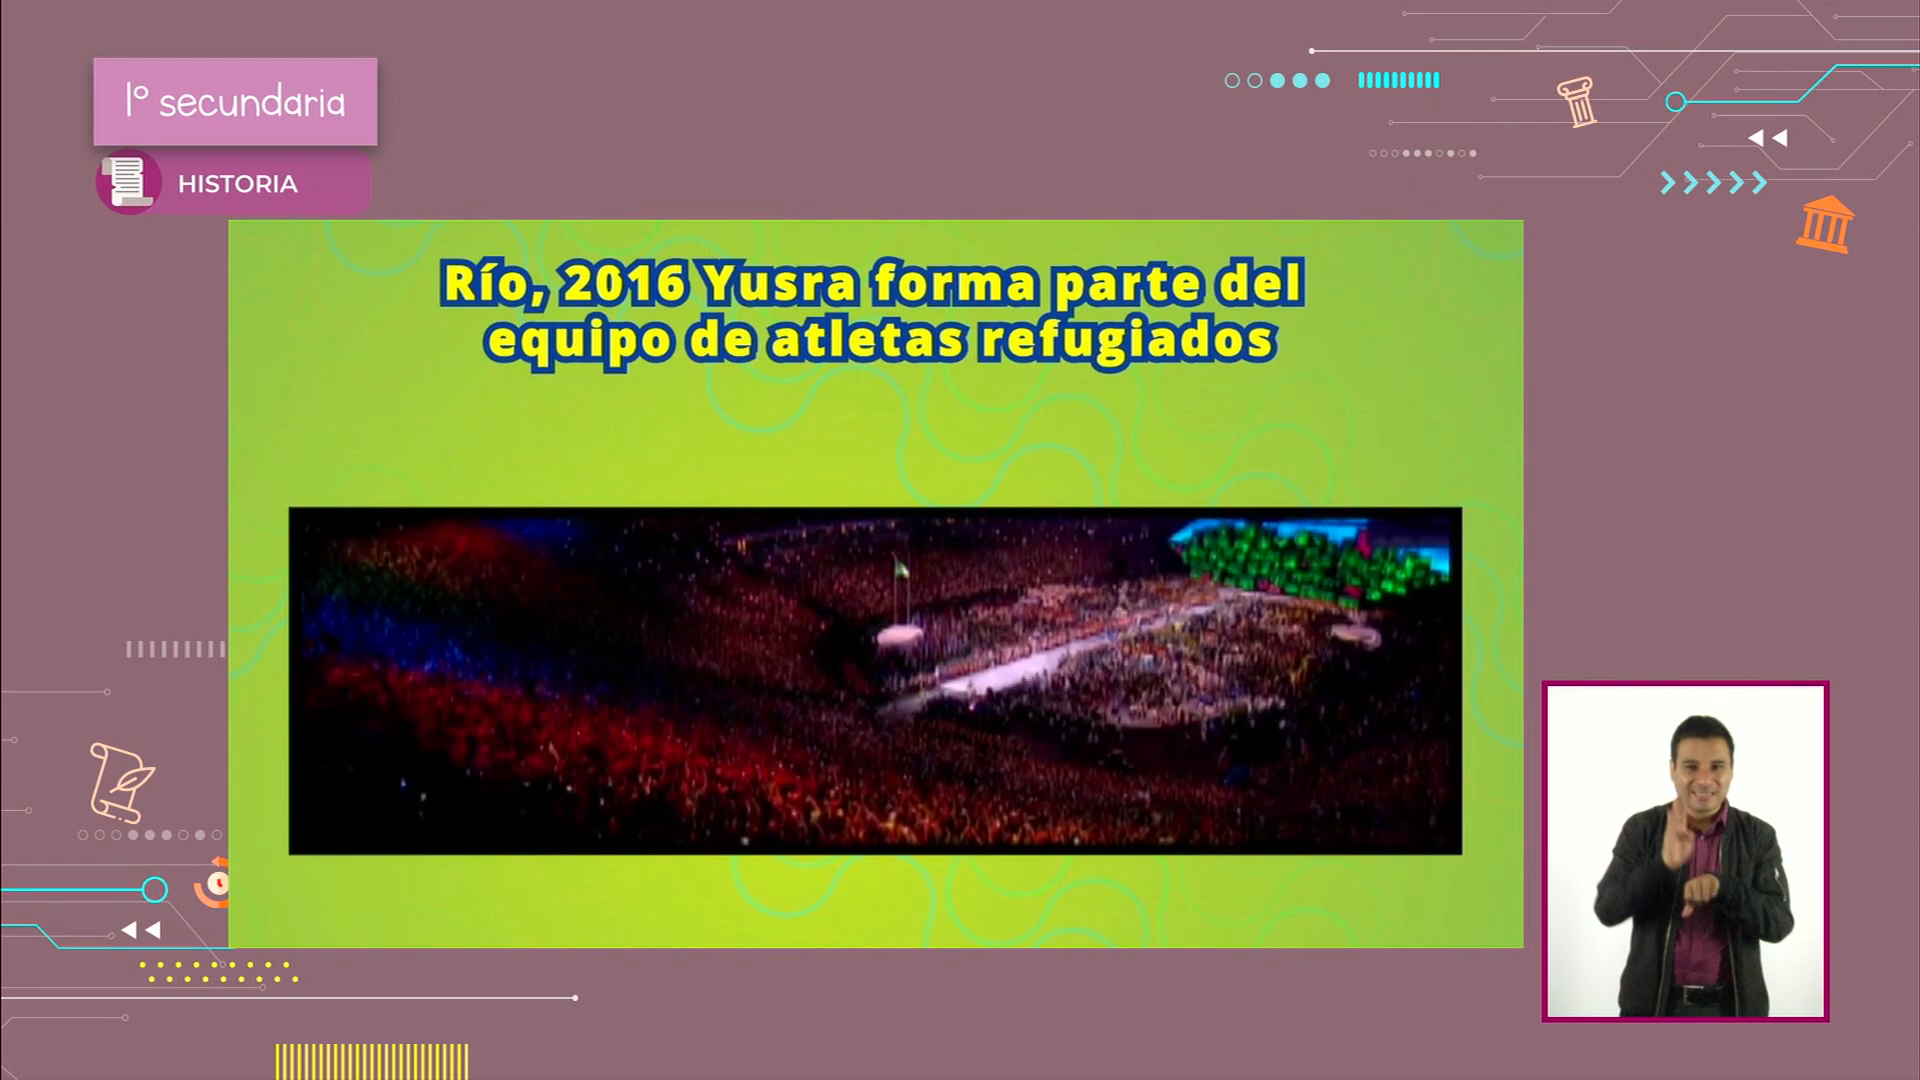 1° secundaria
HISTORIA
Río, 2016 Yusra forma parte del
equipo de atletas refugiados